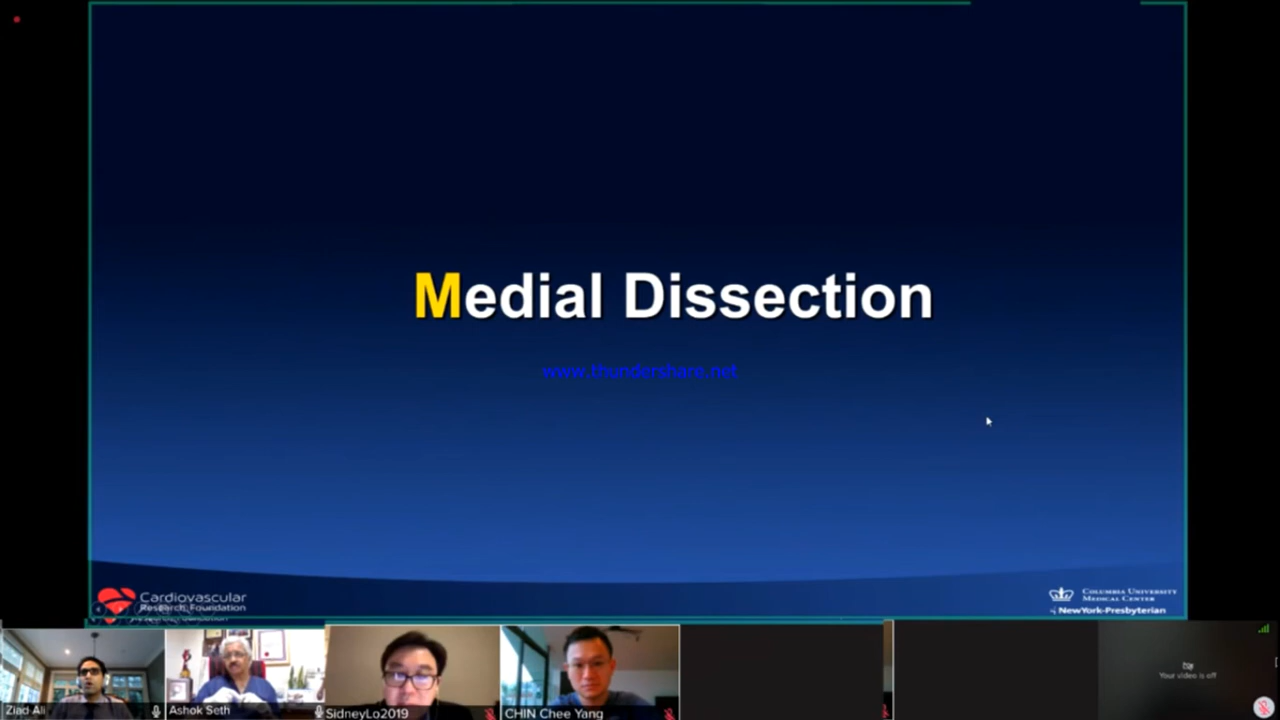 Medial Dissection
www.thundershare.net
Cardiovascular
Research Foundation
COLUMBIA UNIVERSITY
MEDICAL CENTER
NewYork-Presbyterian
Ziad Ali
Ashok Seth
SidneyLo2019
CHIN Chee Yang
Your video is off